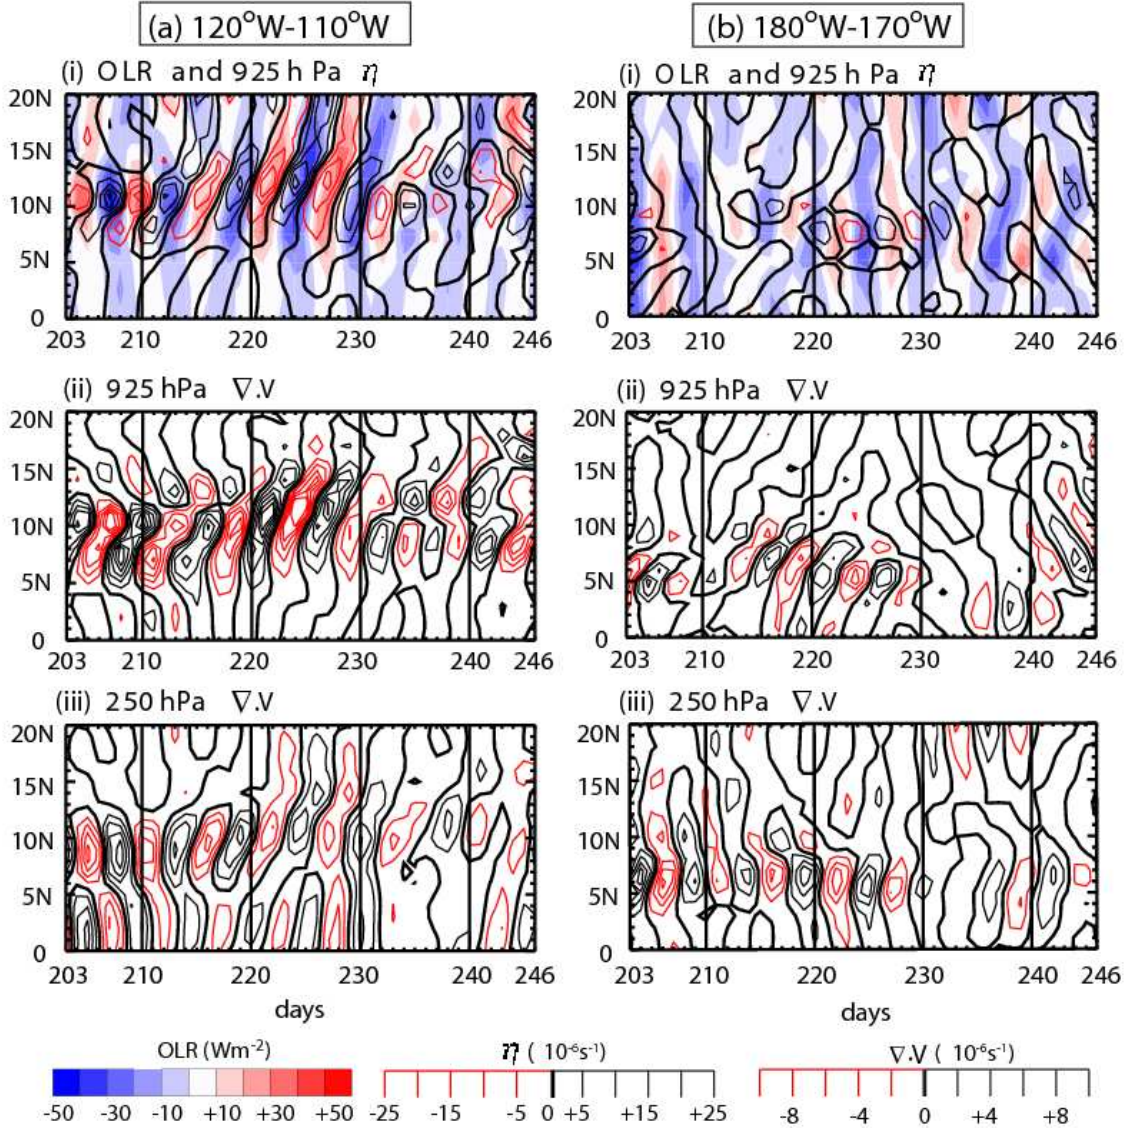 (a) 120°W-110°W
(b) 180°W-170°W
(i) OLR and 925 h Pa η
20N
15N
10N
5N
0
203 210 220 230 240 246
(i) OLR and 925 h Pa η
20N
15N
10N
5N
0
203 210 220 230 240 246
(ii) 925 hPa ∇.V
20N
15N
10N
5N
0
203 210 220 230 240 246
(ii) 925 hPa ∇.V
20N
15N
10N
5N
0
203 210 220 230 240 246
(iii) 250 hPa ∇.V
20N
15N
10N
5N
0
203 210 220 230 240 246
days
(iii) 250 hPa ∇.V
20N
15N
10N
5N
0
203 210 220 230 240 246
days
OLR (Wm-2)
-50 -30 -10 +10 +30 +50
η ( 10-6s-1)
-25 -15 -5 0 +5 +15 +25
∇.V ( 10-6s-1)
-8 -4 0 +4 +8